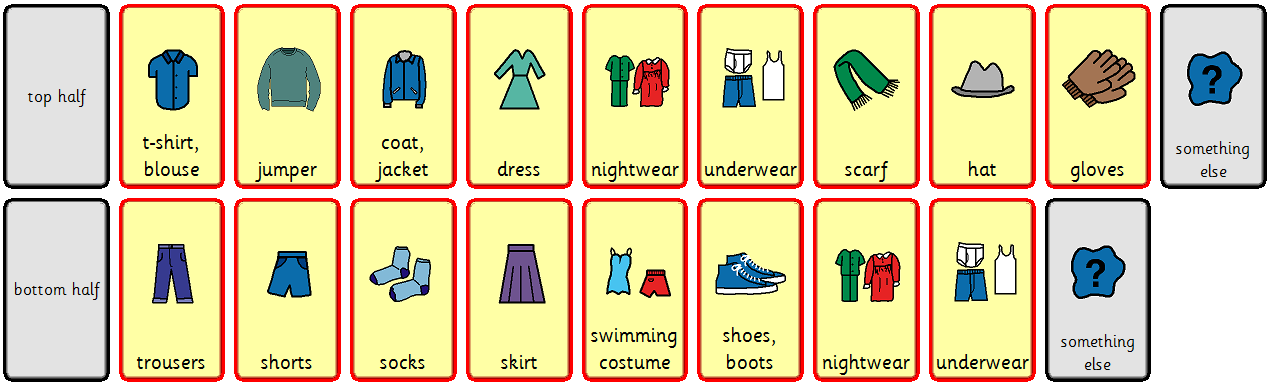 top half
t-shirt,
blouse
jumper
coat,
jacket
dress
nightwear
underwear
scarf
hat
gloves
?
something
else
bottom half
trousers
shorts
socks
skirt
swimming
costume
shoes,
boots
nightwear
underwear
?
something
else